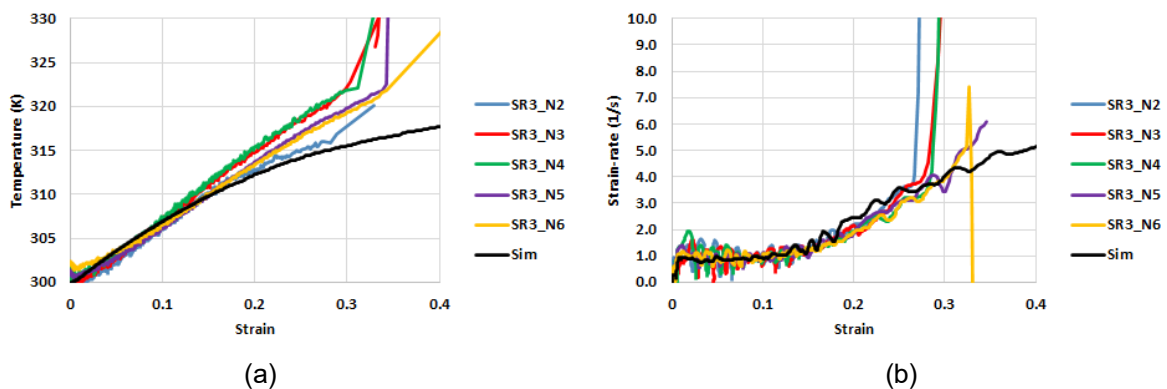 330
325
320
315
310
305
300
0
0.1
0.2
0.3
0.4
Temperature (K)
Strain
SR3_N2
SR3_N3
SR3_N4
SR3_N5
SR3_N6
Sim
(a)
10.0
9.0
8.0
7.0
6.0
5.0
4.0
3.0
2.0
1.0
0.0
0
0.1
0.2
0.3
0.4
Strain-rate (1/s)
Strain
SR3_N2
SR3_N3
SR3_N4
SR3_N5
SR3_N6
Sim
(b)